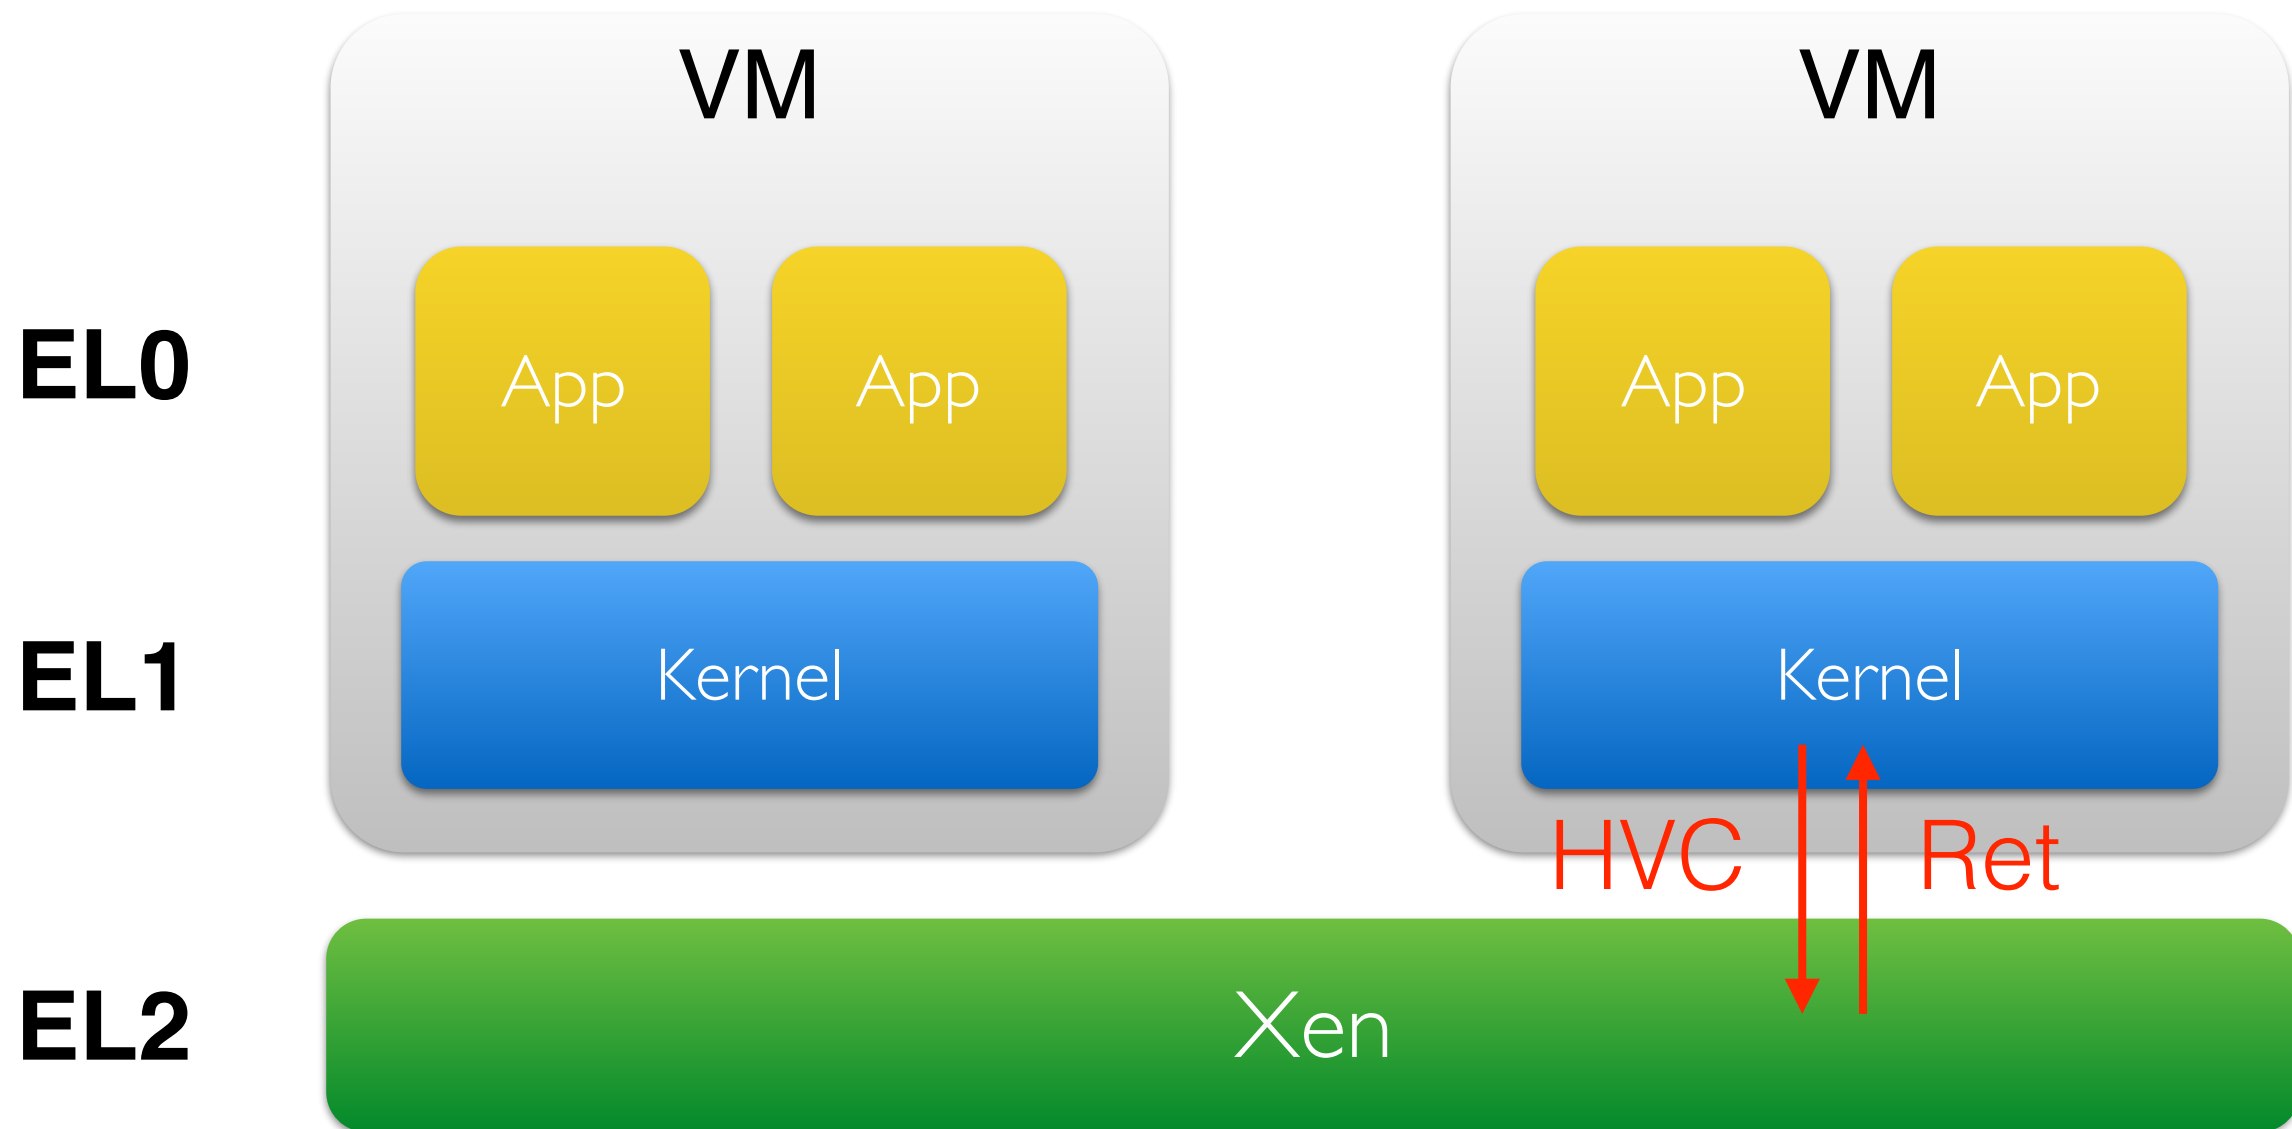 VM VM
EL0 App App App App
EL1 Kernel Kernel
HVC Ret
EL2 Xen